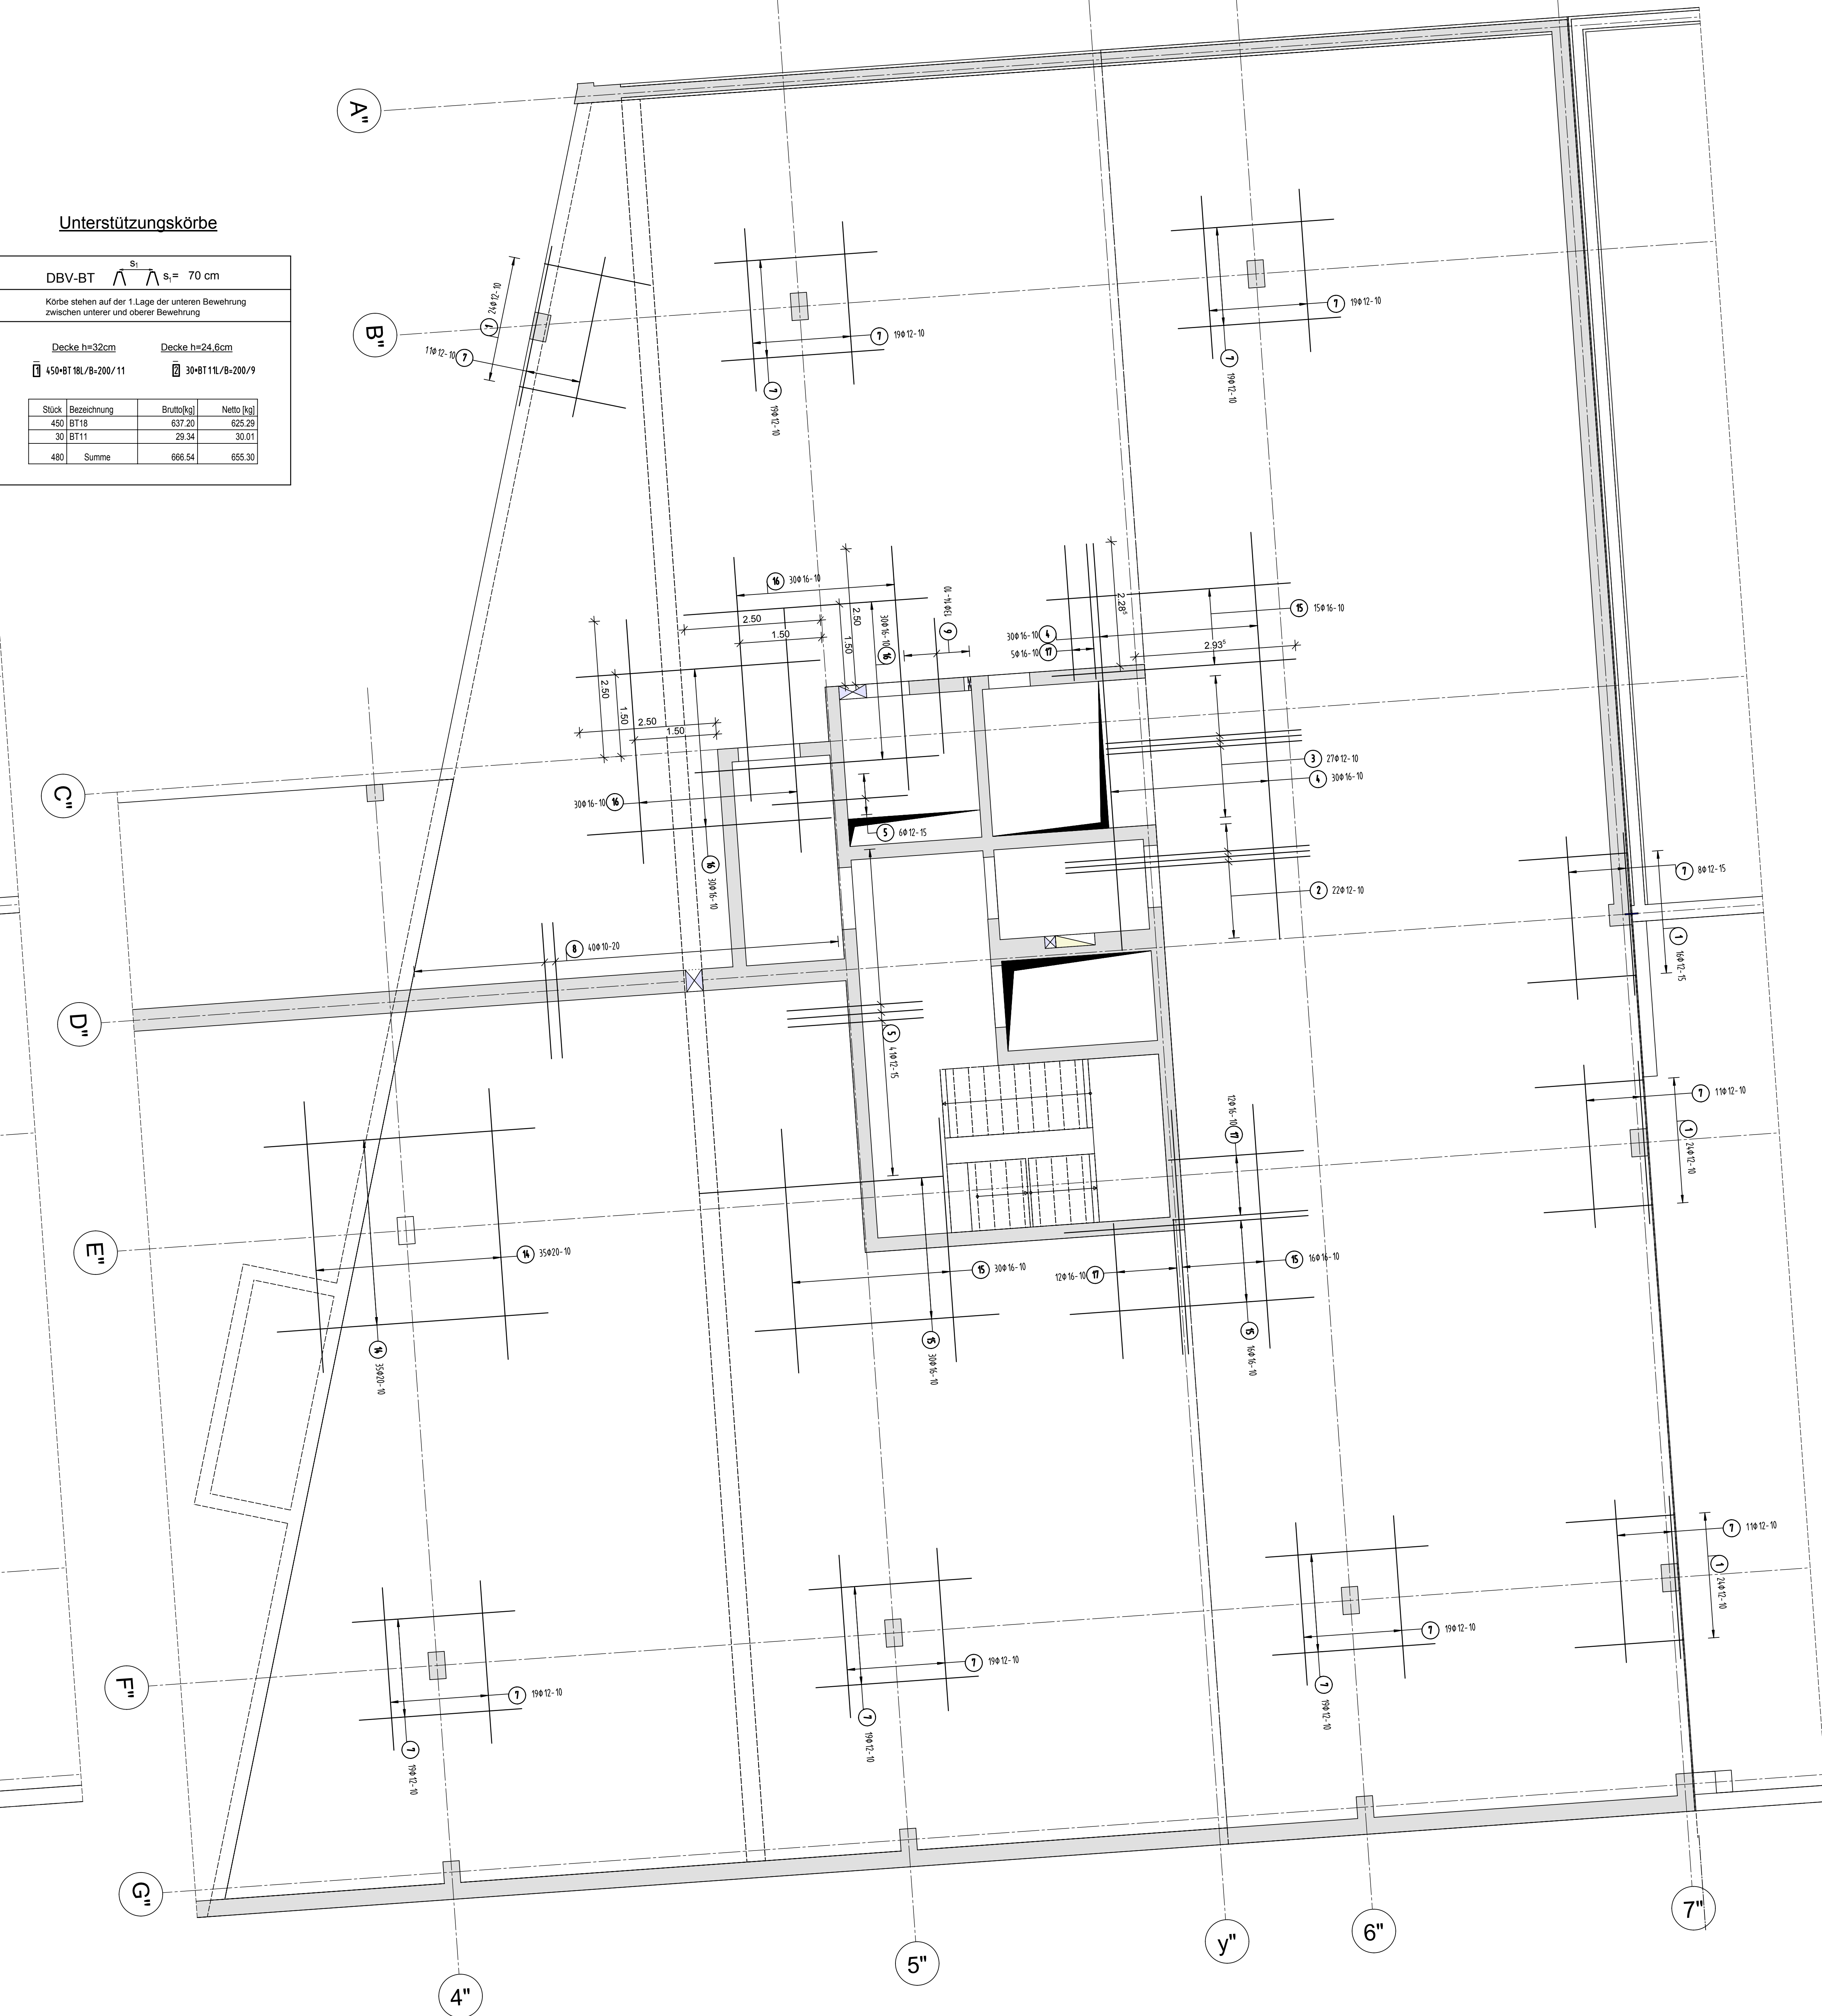 Unterstützungskörbe
s1
DBV-BT s1= 70 cm
Körbe stehen auf der 1.Lage der unteren Bewehrung
zwischen unterer und oberer Bewehrung
Decke h=32cm Decke h=24,6cm
1 450•BT18L/B=200/11 2 30•BT11L/B=200/9
Stück Bezeichnung Brutto[kg] Netto [kg]
450 BT18 637.20 625.29
30 BT11 29.34 30.01
480 Summe 666.54 655.30
A"
B"
C"
D"
E"
F"
G"
4"
5"
y"
6"
7"
1 24Φ12-10
11Φ12-10 7
7 19Φ12-10
7 19Φ12-10
7 19Φ12-10
7 19Φ12-10
16 30Φ16-10
30Φ16-10 16
9 13Φ14-10
2.50
1.50
2.50
1.50
2.50
1.50
2.50
1.50
30Φ16-10 4
5Φ16-10 17
2.28⁵
2.93⁵
15 15Φ16-10
3 27Φ12-10
4 30Φ16-10
30Φ16-10 16
16 30Φ16-10
5 6Φ12-15
2 22Φ12-10
7 8Φ12-15
1 16Φ12-15
8 40Φ10-20
5 41Φ12-15
7 11Φ12-10
1 24Φ12-10
12Φ16-10 17
14 35Φ20-10
14 35Φ20-10
15 30Φ16-10
15 30Φ16-10
12Φ16-10 17
15 16Φ16-10
15 16Φ16-10
7 11Φ12-10
1 24Φ12-10
7 19Φ12-10
7 19Φ12-10
7 19Φ12-10
7 19Φ12-10
7 19Φ12-10
7 19Φ12-10